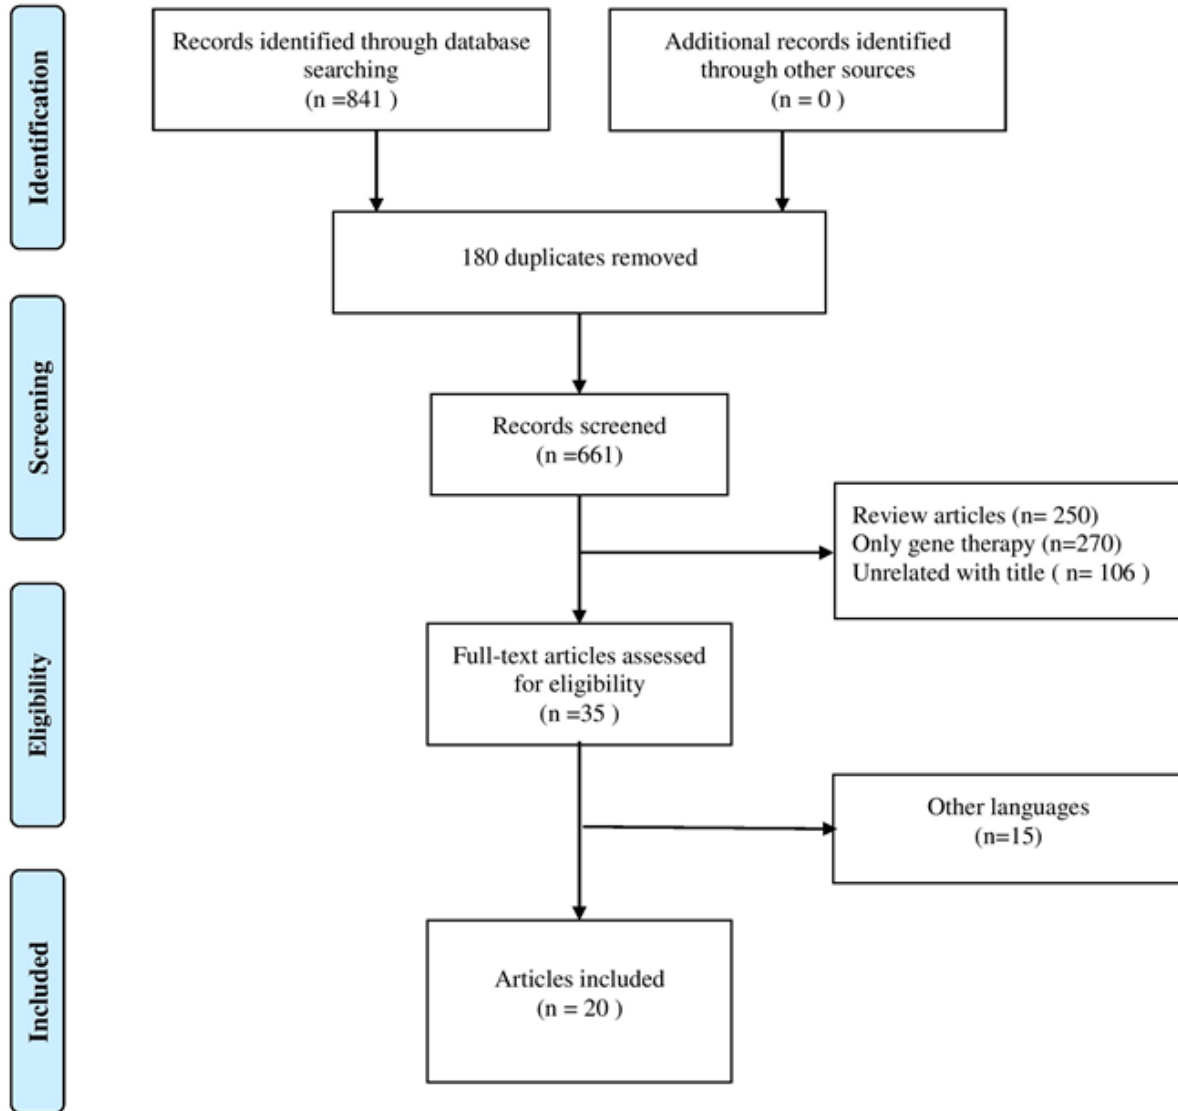 Identification
Records identified through database
searching
(n =841 )
Additional records identified
through other sources
(n = 0 )
180 duplicates removed
Screening
Records screened
(n =661)
Review articles (n= 250)
Only gene therapy (n=270)
Unrelated with title ( n= 106 )
Eligibility
Full-text articles assessed
for eligibility
(n =35 )
Other languages
(n=15)
Included
Articles included
(n = 20 )